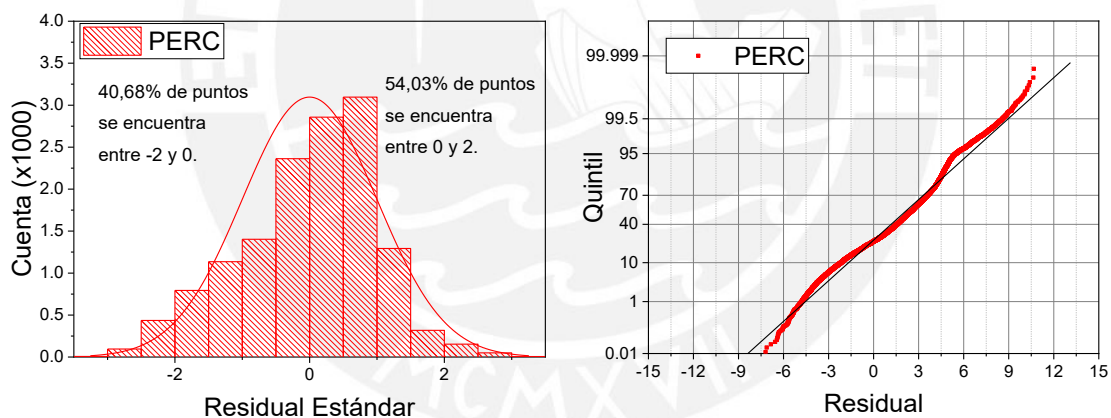 4.0
3.5
3.0
2.5
2.0
1.5
1.0
0.5
0.0
Cuenta (x1000)
PERC
40,68% de puntos
se encuentra
entre -2 y 0.
54,03% de puntos
se encuentra
entre 0 y 2.
-2 0 2
Residual Estándar
99.999
99.5
95
70
40
10
1
0.01
Quintil
PERC
-15 -12 -9 -6 -3 0 3 6 9 12 15
Residual
ET
MCMXVII